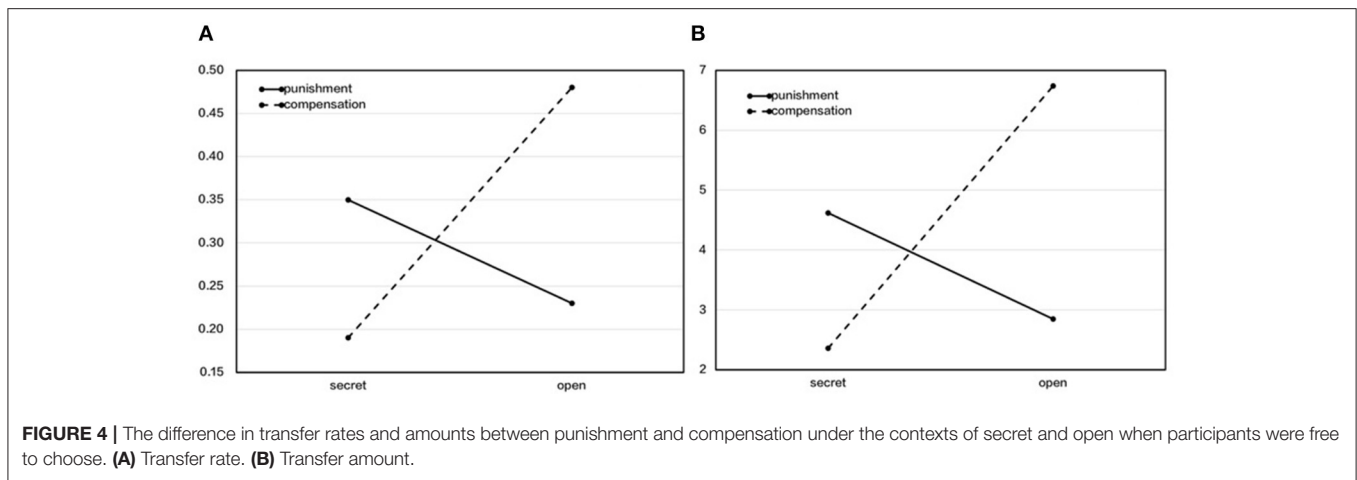 A
0.50
0.45
0.40
0.35
0.30
0.25
0.20
0.15
punishment
compensation
secret open
B
7
6
5
4
3
2
punishment
compensation
secret open
FIGURE 4 | The difference in transfer rates and amounts between punishment and compensation under the contexts of secret and open when participants were free
to choose. (A) Transfer rate. (B) Transfer amount.